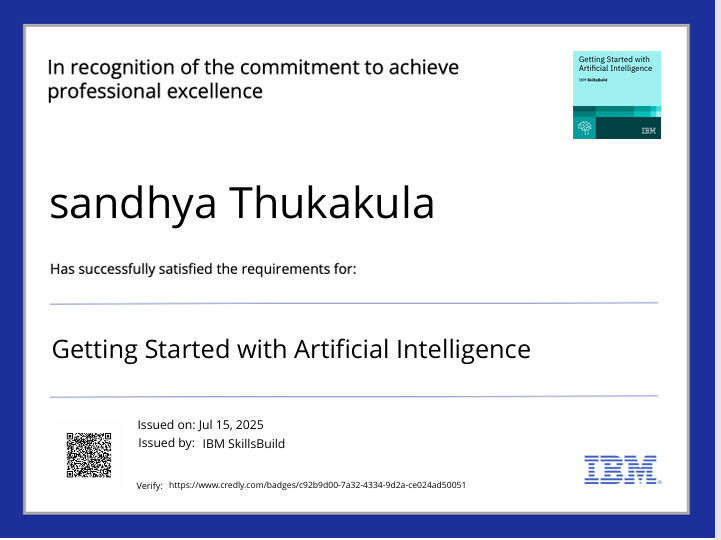 In recognition of the commitment to achieve
professional excellence
Getting Started with
Artificial Intelligence
IBM SkillsBuild
IBM
sandhya Thukakula
Has successfully satisfied the requirements for:
Getting Started with Artificial Intelligence
Issued on: Jul 15, 2025
Issued by: IBM SkillsBuild
Verify: https://www.credly.com/badges/c92b9d00-7a32-4334-9d2a-ce024ad50051
IBM®